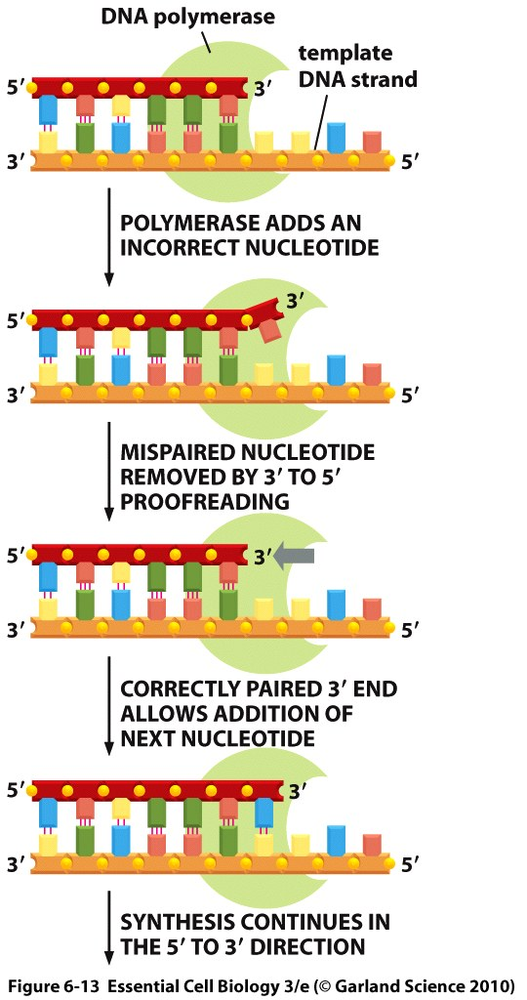 DNA polymerase
template
DNA strand
5′ 3′
3′ 5′
POLYMERASE ADDS AN
INCORRECT NUCLEOTIDE
3′
5′
3′ 5′
MISPAIRED NUCLEOTIDE
REMOVED BY 3′ TO 5′
PROOFREADING
5′ 3′
3′ 5′
CORRECTLY PAIRED 3′ END
ALLOWS ADDITION OF
NEXT NUCLEOTIDE
5′ 3′
3′ 5′
SYNTHESIS CONTINUES IN
THE 5′ TO 3′ DIRECTION
Figure 6-13 Essential Cell Biology 3/e (© Garland Science 2010)